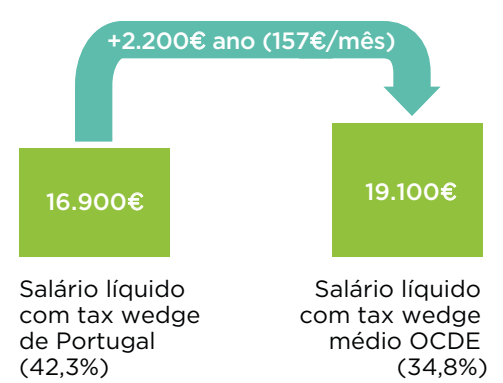 +2.200€ ano (157€/mês)
16.900€
19.100€
Salário líquido
com tax wedge
de Portugal
(42,3%)
Salário líquido
com tax wedge
médio OCDE
(34,8%)